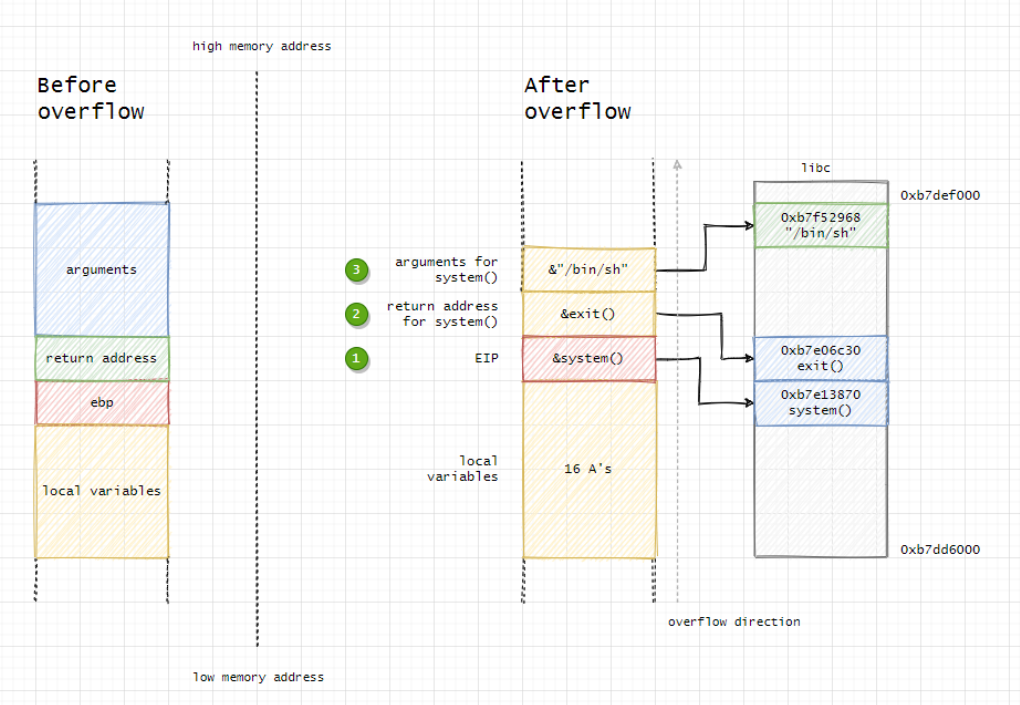 high memory address
Before
overflow
arguments
return address
ebp
local variables
low memory address
After
overflow
3
arguments for
system()
2
return address
for system()
1
EIP
local
variables
&"/bin/sh"
&exit()
&system()
16 A's
overflow direction
libc
0xb7def000
0xb7f52968
"/bin/sh"
0xb7e06c30
exit()
0xb7e13870
system()
0xb7dd6000